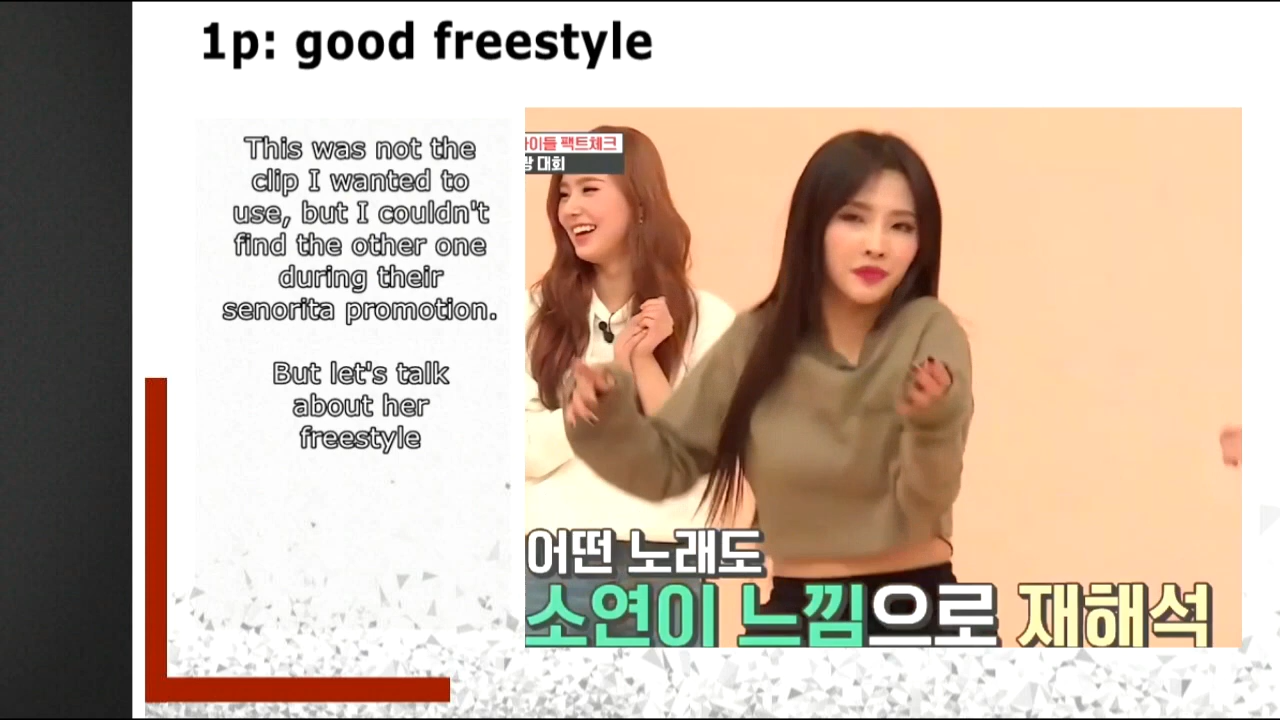 1p: good freestyle
This was not the
clip I wanted to
use, but I couldn't
find the other one
during their
senorita promotion.
But let's talk
about her
freestyle
아이들 팩트체크
대회
어떤 노래도
소연이 느낌으로 재해석